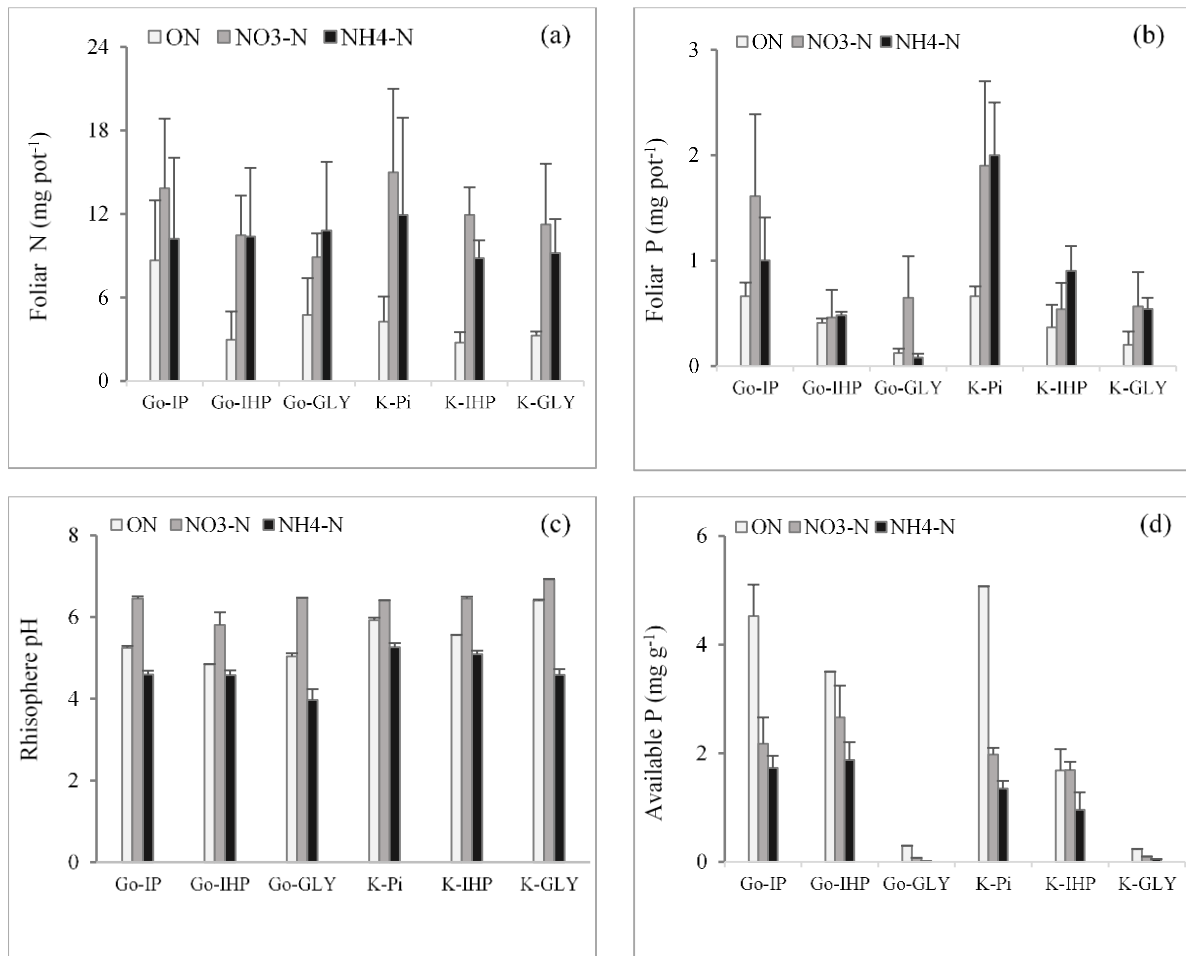 ON NO3-N NH4-N (a)
24
18
12
6
0
Foliar N (mg pot-1)
Go-IP Go-IHP Go-GLY K-Pi K-IHP K-GLY
ON NO3-N NH4-N (b)
3
2
1
0
Foliar P (mg pot-1)
Go-IP Go-IHP Go-GLY K-Pi K-IHP K-GLY
ON NO3-N NH4-N (c)
8
6
4
2
0
Rhisophere pH
Go-IP Go-IHP Go-GLY K-Pi K-IHP K-GLY
ON NO3-N NH4-N (d)
6
4
2
0
Available P (mg g-1)
Go-IP Go-IHP Go-GLY K-Pi K-IHP K-GLY